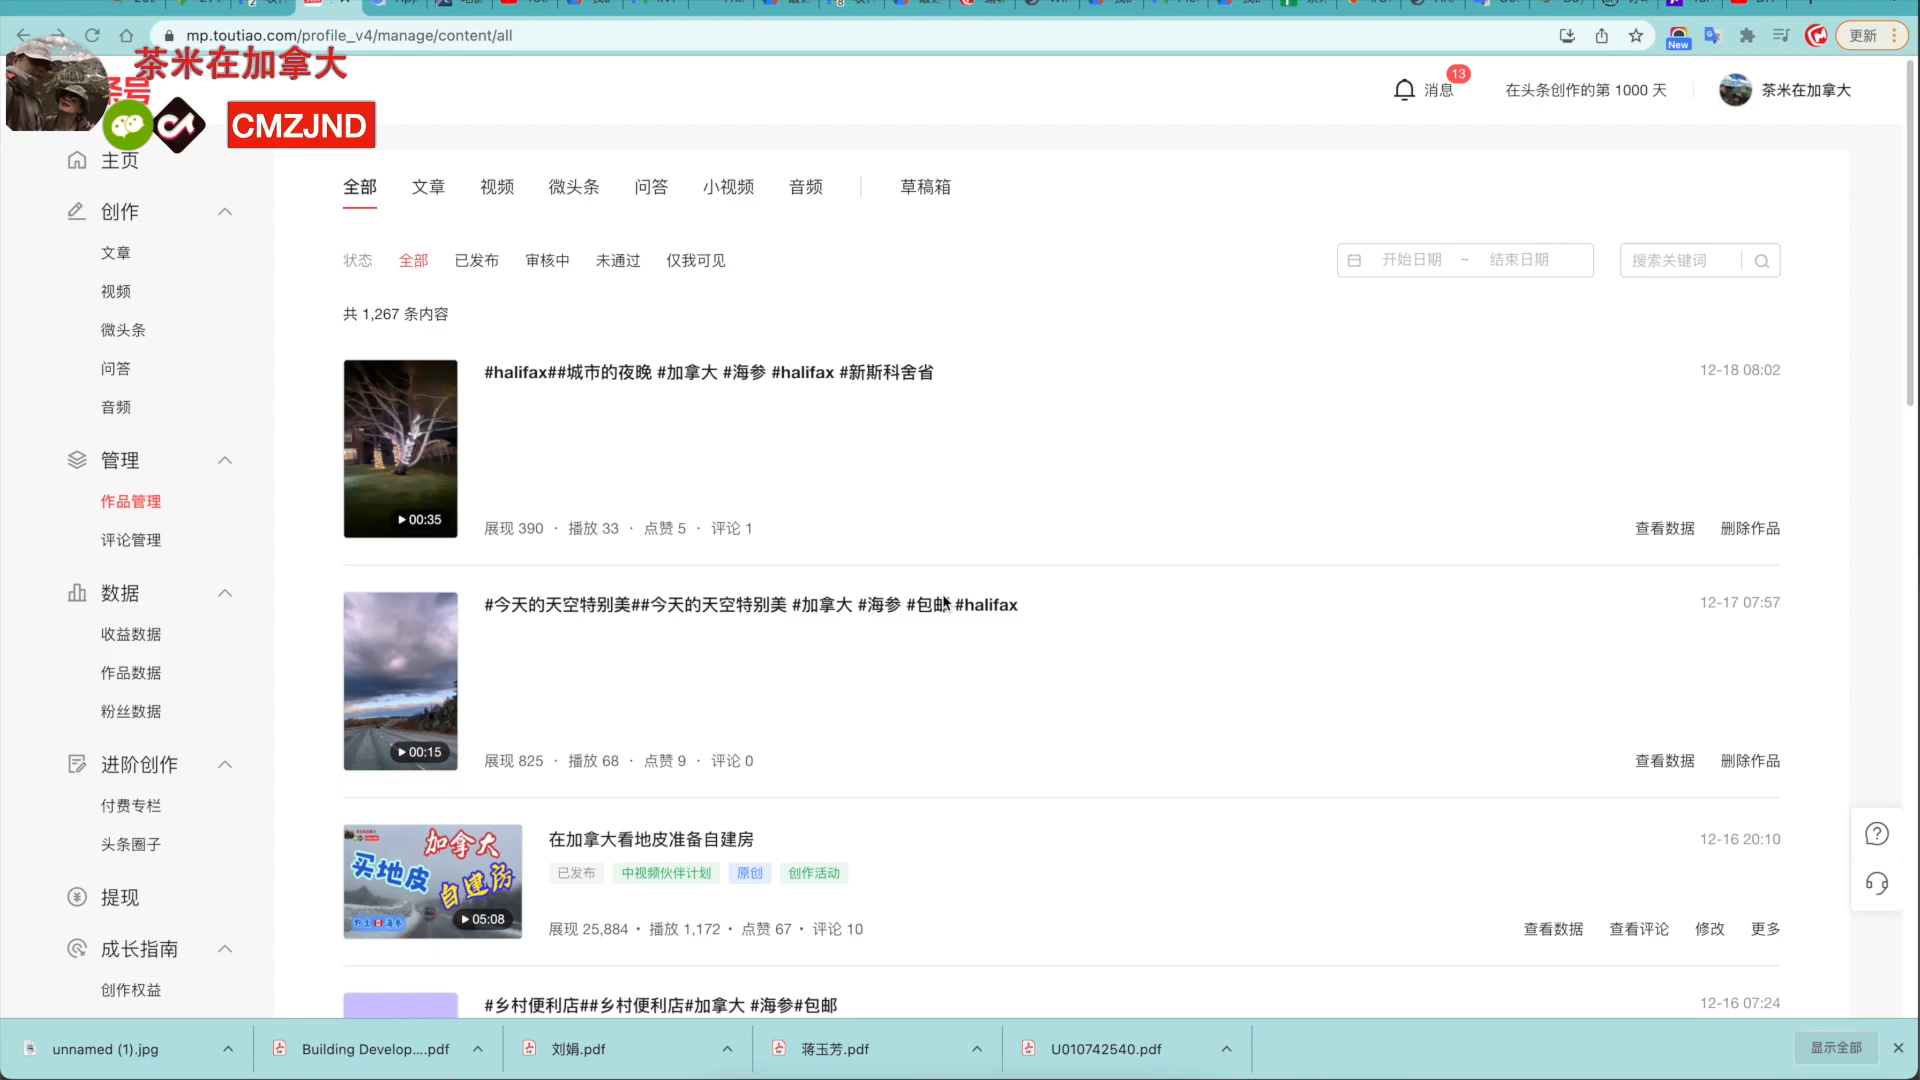 mp.toutiao.com/profile_v4/manage/content/all
New
更新
茶米在加拿大
条号
CMZJND
消息
13
在头条创作的第 1000 天
茶米在加拿大
主页
创作
文章
视频
微头条
问答
音频
管理
作品管理
评论管理
数据
收益数据
作品数据
粉丝数据
进阶创作
付费专栏
头条圈子
提现
成长指南
创作权益
全部 文章 视频 微头条 问答 小视频 音频 草稿箱
状态 全部 已发布 审核中 未通过 仅我可见
开始日期 ~ 结束日期
搜索关键词
共 1,267 条内容
#halifax##城市的夜晚 #加拿大 #海参 #halifax #新斯科舍省
12-18 08:02
00:35
展现 390 · 播放 33 · 点赞 5 · 评论 1
查看数据 删除作品
#今天的天空特别美##今天的天空特别美 #加拿大 #海参 #包邮 #halifax
12-17 07:57
00:15
展现 825 · 播放 68 · 点赞 9 · 评论 0
查看数据 删除作品
加拿大
买地皮
自建房
野生 海参
05:08
在加拿大看地皮准备自建房
12-16 20:10
已发布 中视频伙伴计划 原创 创作活动
展现 25,884 · 播放 1,172 · 点赞 67 · 评论 10
查看数据 查看评论 修改 更多
#乡村便利店##乡村便利店#加拿大 #海参#包邮
12-16 07:24
unnamed (1).jpg
Building Develop....pdf
刘娟.pdf
蒋玉芳.pdf
U010742540.pdf
显示全部